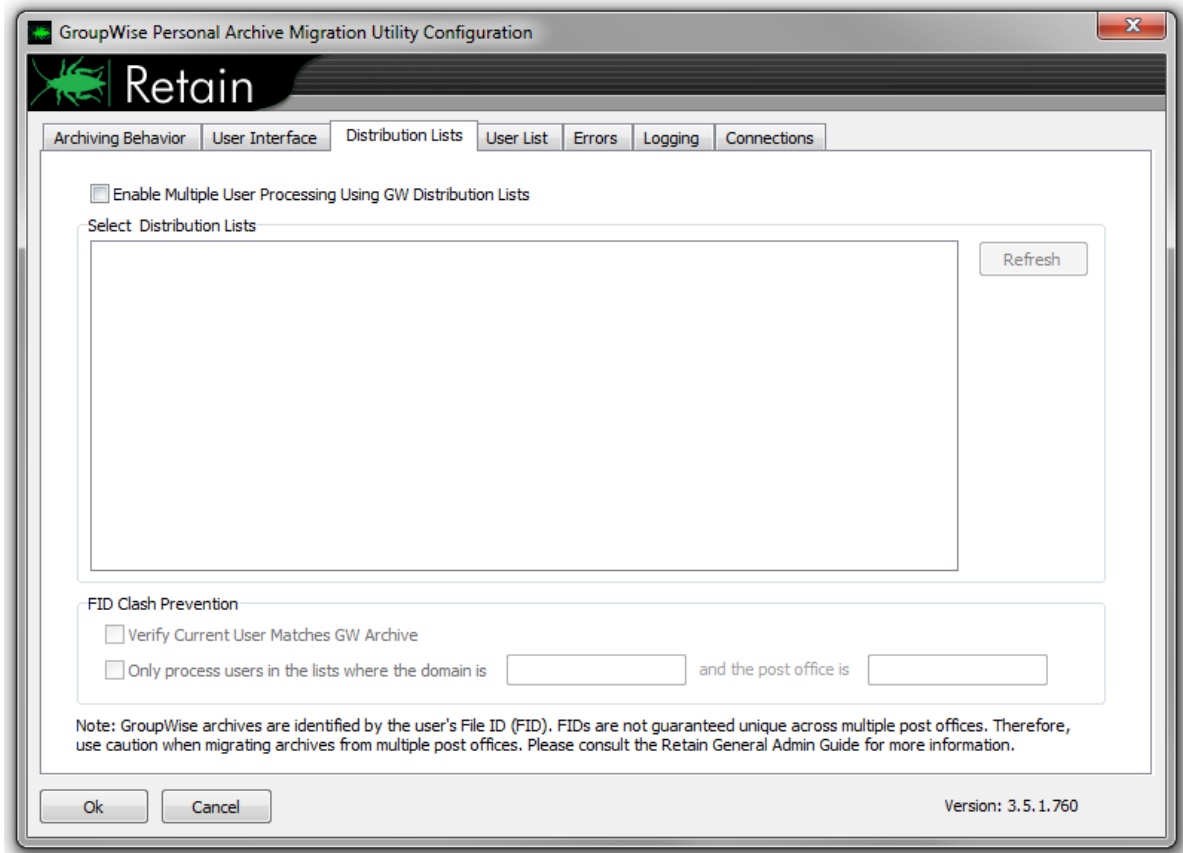 GroupWise Personal Archive Migration Utility Configuration
Retain
Archiving Behavior User Interface Distribution Lists User List Errors Logging Connections
Enable Multiple User Processing Using GW Distribution Lists
Select Distribution Lists
Refresh
FID Clash Prevention
Verify Current User Matches GW Archive
Only process users in the lists where the domain is and the post office is
Note: GroupWise archives are identified by the user's File ID (FID). FIDs are not guaranteed unique across multiple post offices. Therefore,
use caution when migrating archives from multiple post offices. Please consult the Retain General Admin Guide for more information.
Ok Cancel Version: 3.5.1.760